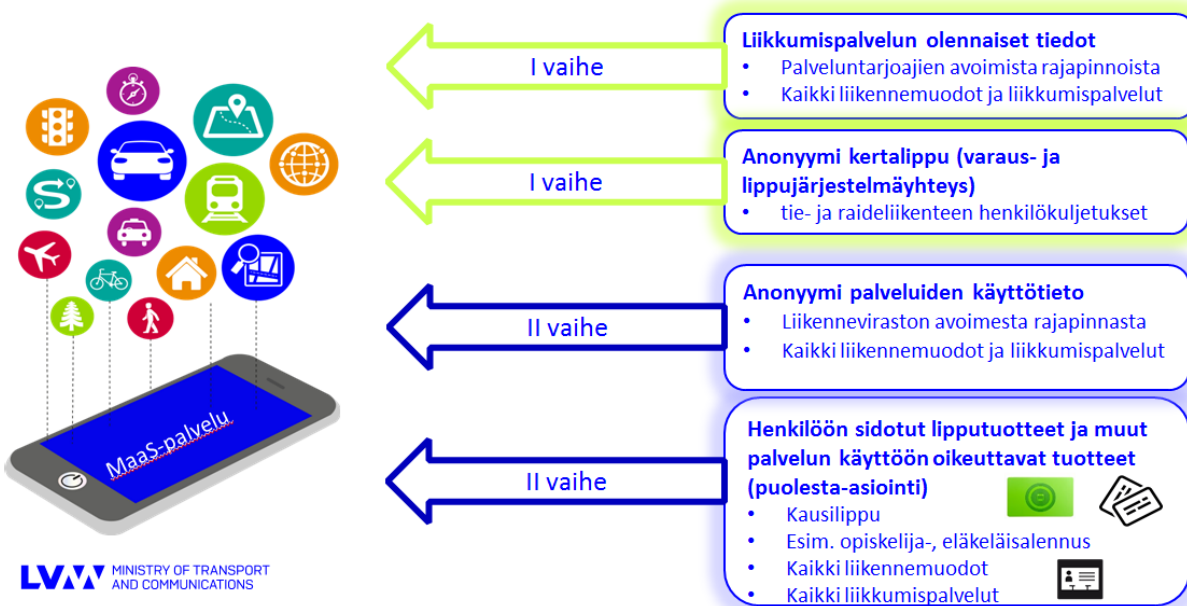 I vaihe
Liikkumispalvelun olennaiset tiedot
• Palveluntarjoajien avoimista rajapinnoista
• Kaikki liikennemuodot ja liikkumispalvelut
I vaihe
Anonyymi kertalippu (varaus- ja
lippujärjestelmäyhteys)
• tie- ja raideliikenteen henkilökuljetukset
II vaihe
Anonyymi palveluiden käyttötieto
• Liikenneviraston avoimesta rajapinnasta
• Kaikki liikennemuodot ja liikkumispalvelut
II vaihe
Henkilöön sidotut lipputuotteet ja muut
palvelun käyttöön oikeuttavat tuotteet
(puolesta-asiointi)
• Kausilippu
• Esim. opiskelija-, eläkeläisalennus
• Kaikki liikennemuodot
• Kaikki liikkumispalvelut
MaaS-palvelu
LVM MINISTRY OF TRANSPORT
AND COMMUNICATIONS